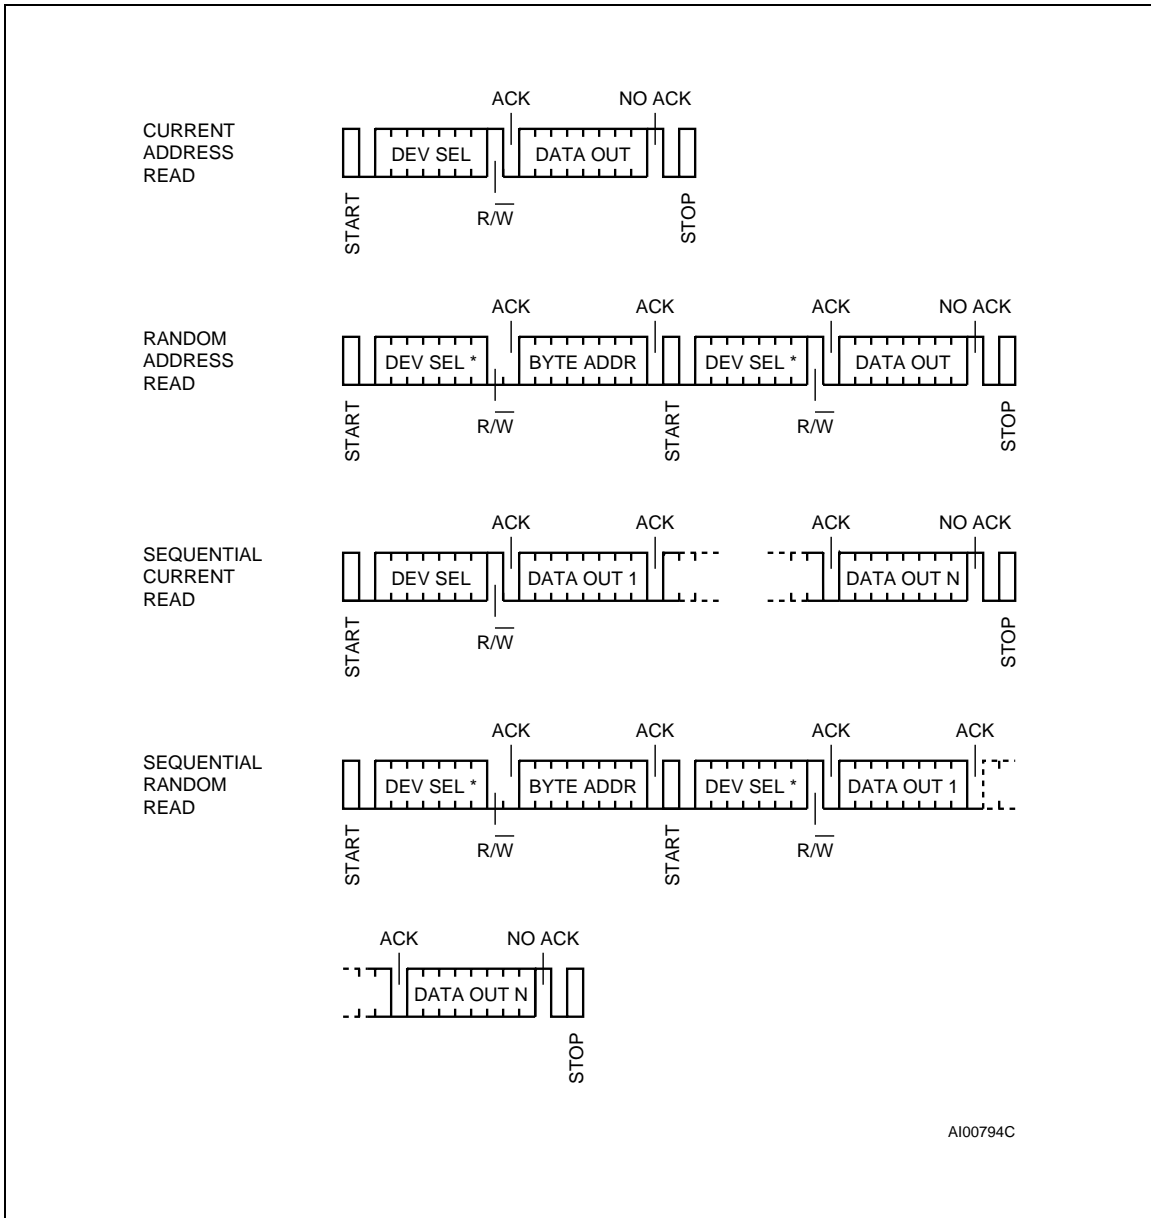 ACK NO ACK
CURRENT
ADDRESS
READ
DEV SEL DATA OUT
R/W
START STOP
ACK ACK ACK NO ACK
RANDOM
ADDRESS
READ
DEV SEL * BYTE ADDR DEV SEL * DATA OUT
R/W R/W
START START STOP
ACK ACK ACK NO ACK
SEQUENTIAL
CURRENT
READ
DEV SEL DATA OUT 1 DATA OUT N
R/W
START STOP
ACK ACK ACK ACK
SEQUENTIAL
RANDOM
READ
DEV SEL * BYTE ADDR DEV SEL * DATA OUT 1
R/W R/W
START START
ACK NO ACK
DATA OUT N
STOP
AI00794C